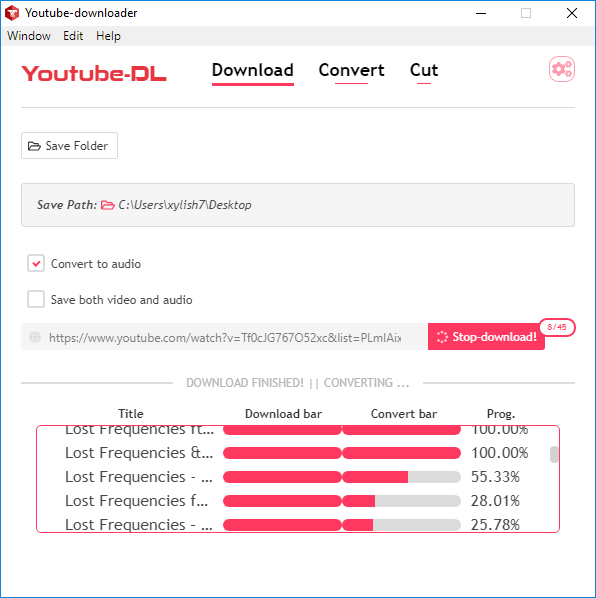 Youtube-downloader
Window Edit Help
Youtube-DL Download Convert Cut
Save Folder
Save Path: C:\Users\xylish7\Desktop
Convert to audio
Save both video and audio
8/45
https://www.youtube.com/watch?v=Tf0cJG767O52xc&list=PLmIAix Stop-download!
DOWNLOAD FINISHED! || CONVERTING ...
Title Download bar Convert bar Prog.
Lost Frequencies ft... 100.00%
Lost Frequencies &... 100.00%
Lost Frequencies - ... 55.33%
Lost Frequencies f... 28.01%
Lost Frequencies - ... 25.78%